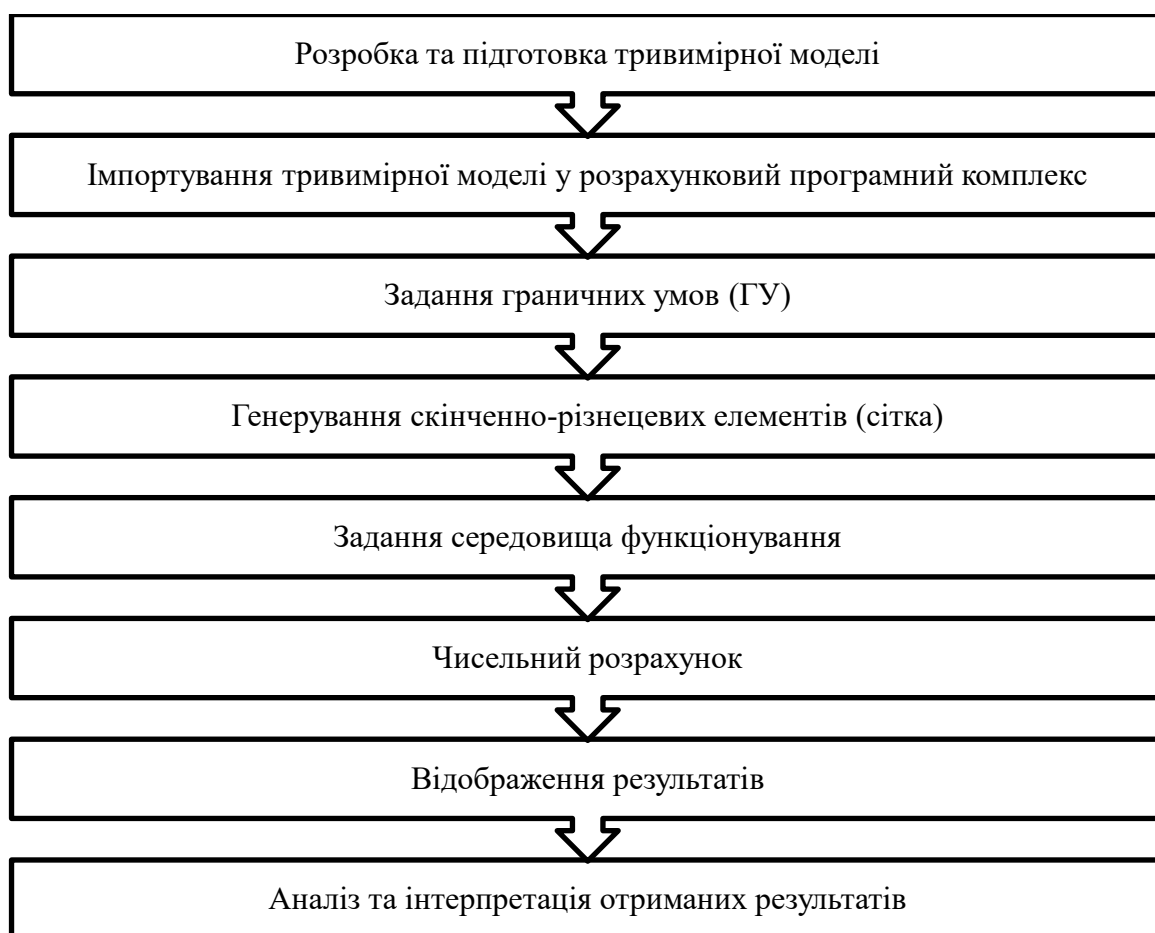 Розробка та підготовка тривимірної моделі
Імпортування тривимірної моделі у розрахунковий програмний комплекс
Задання граничних умов (ГУ)
Генерування скінченно-різнецевих елементів (сітка)
Задання середовища функціонування
Чисельний розрахунок
Відображення результатів
Аналіз та інтерпретація отриманих результатів